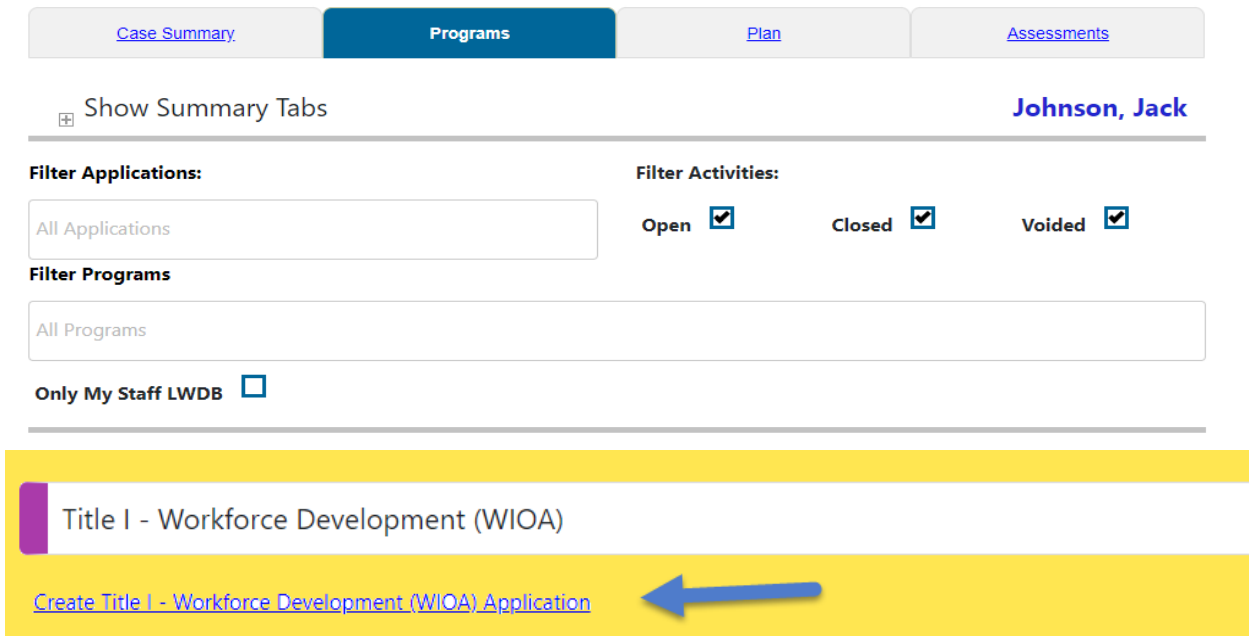 Case Summary Programs Plan Assessments
Show Summary Tabs Johnson, Jack
Filter Applications: Filter Activities:
All Applications Open Closed Voided
Filter Programs
All Programs
Only My Staff LWDB
Title I - Workforce Development (WIOA)
Create Title I - Workforce Development (WIOA) Application